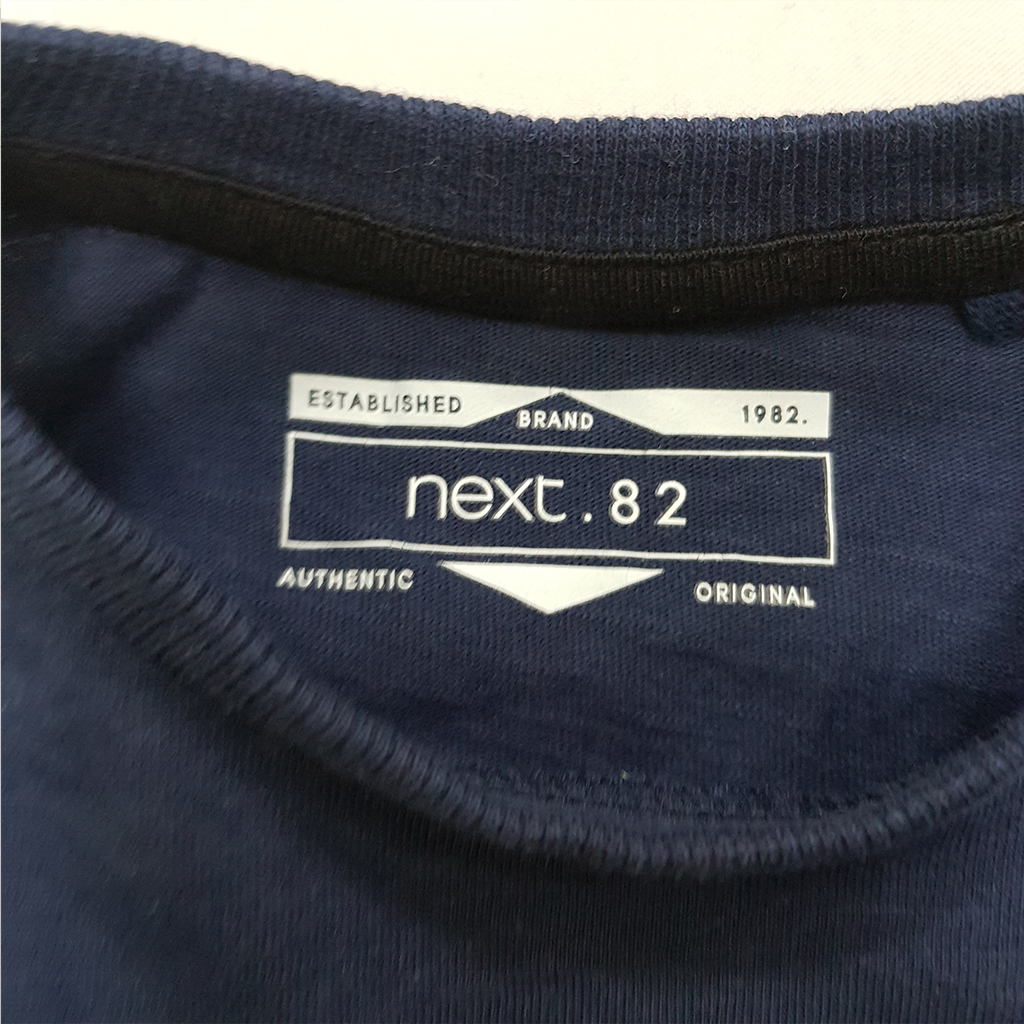 ESTABLISHED BRAND 1982.
next.82
AUTHENTIC ORIGINAL